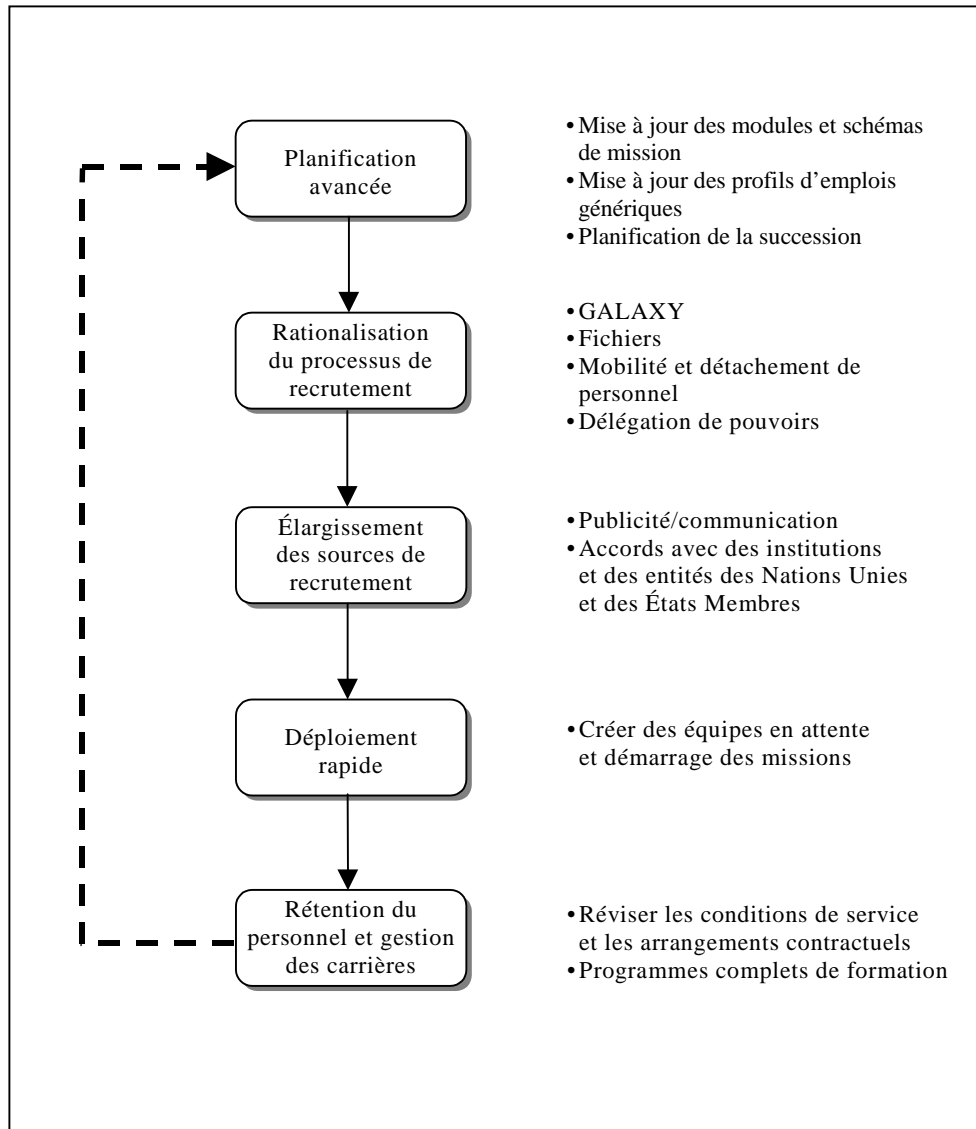 Planification
avancée
• Mise à jour des modules et schémas
de mission
• Mise à jour des profils d'emplois
génériques
• Planification de la succession
Rationalisation
du processus de
recrutement
• GALAXY
• Fichiers
• Mobilité et détachement de
personnel
• Délégation de pouvoirs
Élargissement
des sources de
recrutement
• Publicité/communication
• Accords avec des institutions
et des entités des Nations Unies
et des États Membres
Déploiement
rapide
• Créer des équipes en attente
et démarrage des missions
Rétention du
personnel et gestion
des carrières
• Réviser les conditions de service
et les arrangements contractuels
• Programmes complets de formation